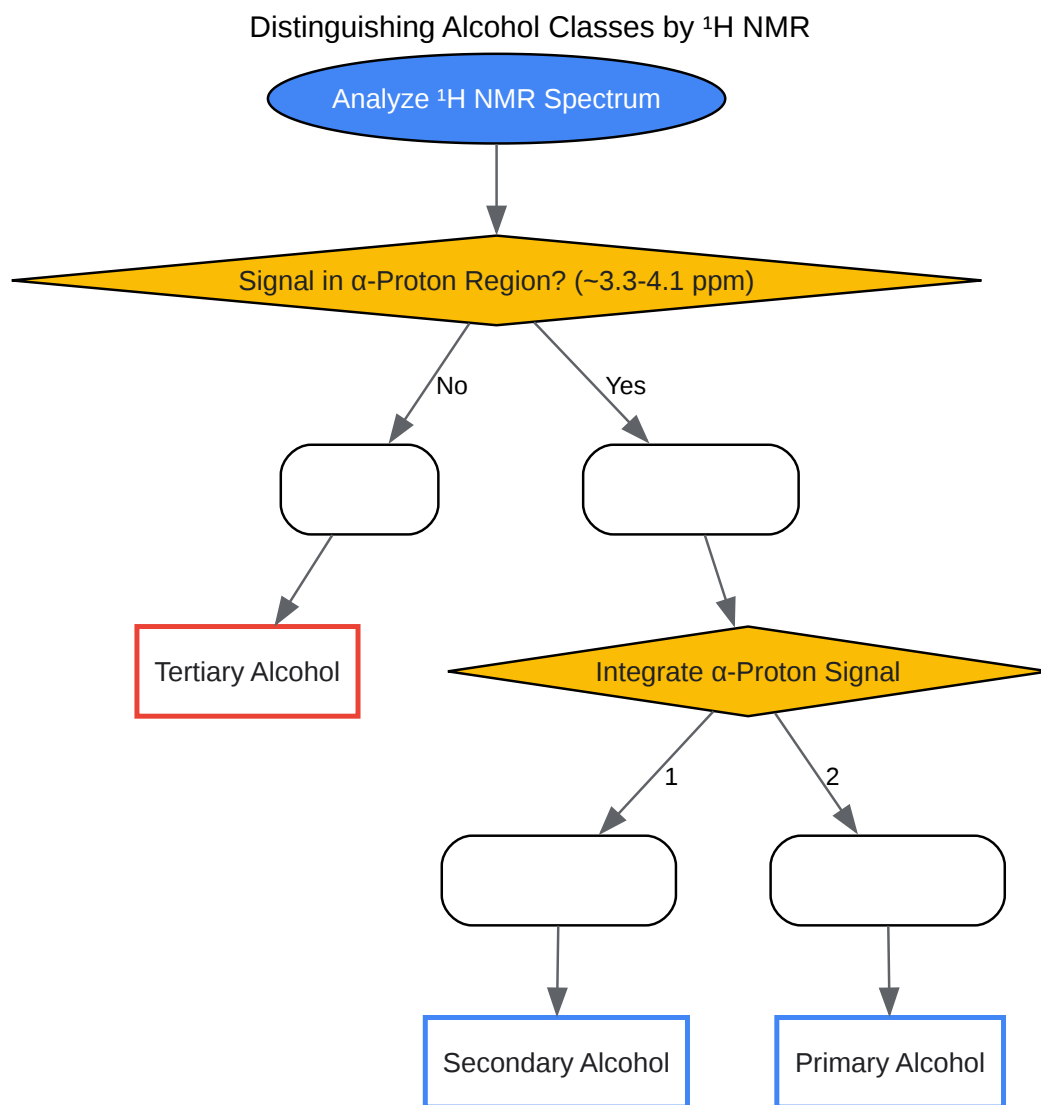 Distinguishing Alcohol Classes by ¹H NMR
Analyze ¹H NMR Spectrum
Signal in α-Proton Region? (~3.3-4.1 ppm)
No
Yes
Tertiary Alcohol
Integrate α-Proton Signal
1
2
Secondary Alcohol
Primary Alcohol